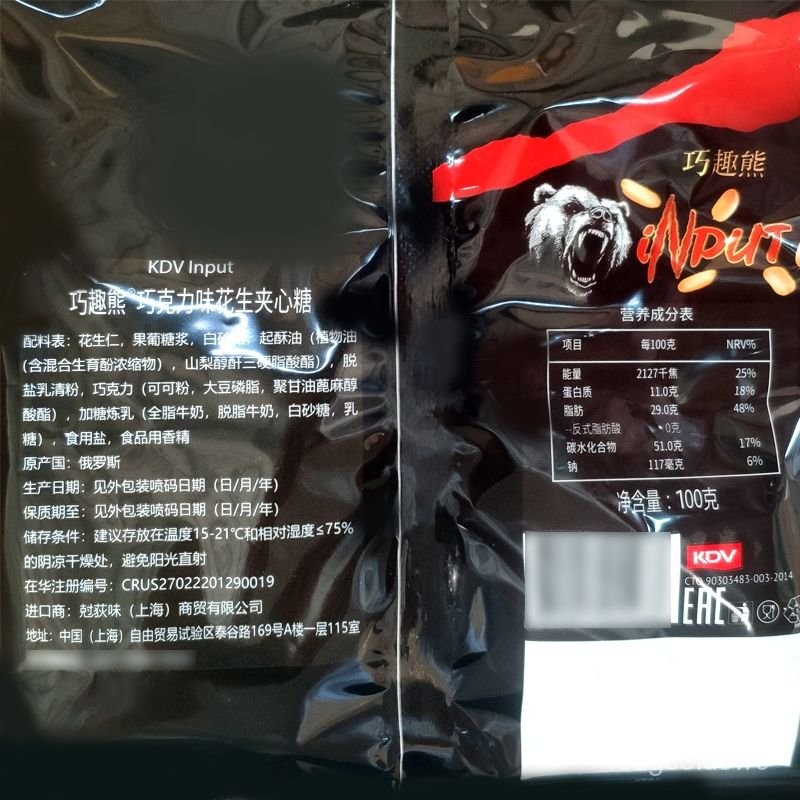 KDV Input
巧趣熊®巧克力味花生夹心糖
配料表：花生仁，果葡糖浆，白砂糖，起酥油（植物油
（含混合生育酚浓缩物），山梨醇酐三硬脂酸酯），脱
盐乳清粉，巧克力（可可粉，大豆磷脂，聚甘油蓖麻醇
酸酯），加糖炼乳（全脂牛奶，脱脂牛奶，白砂糖，乳
糖），食用盐，食品用香精
原产国：俄罗斯
生产日期：见外包装喷码日期（日/月/年）
保质期至：见外包装喷码日期（日/月/年）
储存条件：建议存放在温度15-21℃和相对湿度≤75%
的阴凉干燥处，避免阳光直射
在华注册编号：CRUS27022201290019
进口商：尅荻味（上海）商贸有限公司
地址：中国（上海）自由贸易试验区泰谷路169号A楼一层115室
巧趣熊
iNPUT
营养成分表
项目 每100克 NRV%
能量 2127千焦 25%
蛋白质 11.0克 18%
脂肪 29.0克 48%
--反式脂肪酸 0克
碳水化合物 51.0克 17%
钠 117毫克 6%
净含量：100克
KDV
СТО 90303483-003-2014
EAC